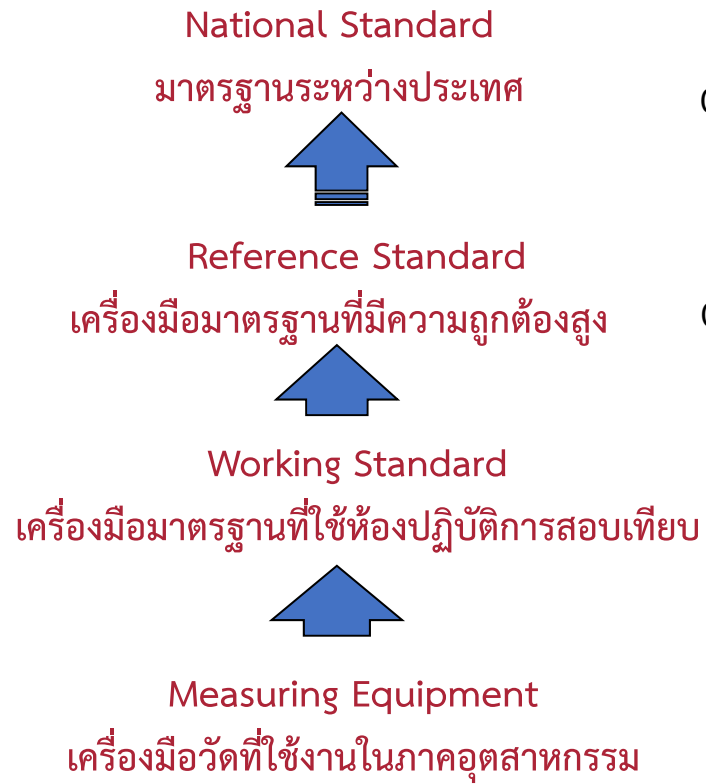 National Standard
มาตรฐานระหว่างประเทศ
Reference Standard
เครื่องมือมาตรฐานที่มีความถูกต้องสูง
Working Standard
เครื่องมือมาตรฐานที่ใช้ห้องปฏิบัติการสอบเทียบ
Measuring Equipment
เครื่องมือวัดที่ใช้งานในภาคอุตสาหกรรม